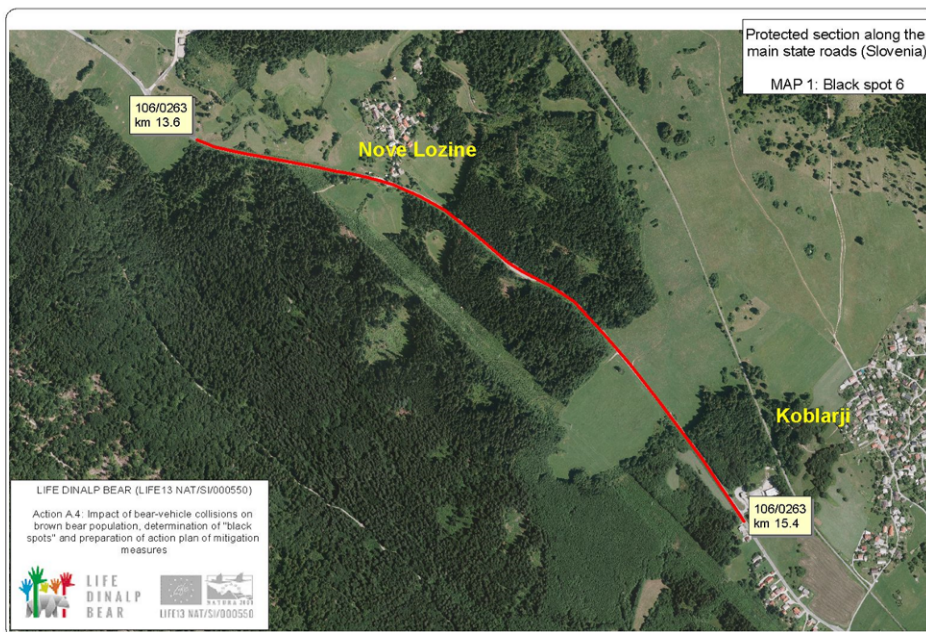 Protected section along the
main state roads (Slovenia)
MAP 1: Black spot 6
106/0263
km 13.6
Nove Lozine
Koblarji
106/0263
km 15.4
LIFE DINALP BEAR (LIFE13 NAT/SI/000550)
Action A.4: Impact of bear-vehicle collisions on
brown bear population, determination of "black
spots" and preparation of action plan of mitigation
measures
LIFE
DINALP
BEAR
NATURA 2000
LIFE13 NAT/SI/000550